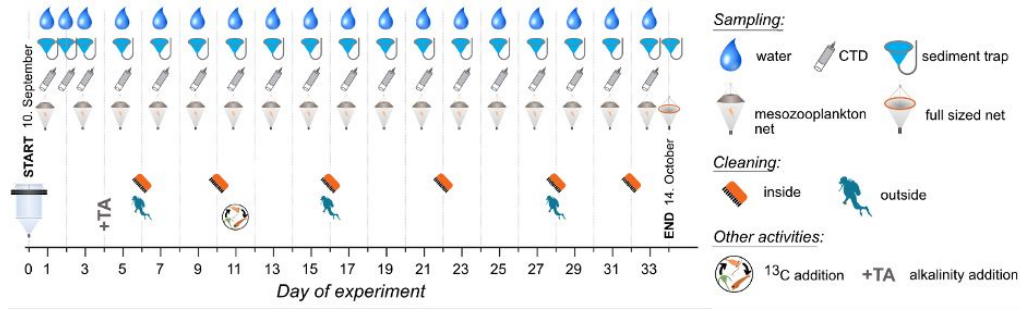 START 10. September
+TA
END 14. October
0 1 3 5 7 9 11 13 15 17 19 21 23 25 27 29 31 33
Day of experiment
Sampling:
water
CTD
sediment trap
mesozooplankton
net
full sized net
Cleaning:
inside
outside
Other activities:
13C addition
+TA alkalinity addition